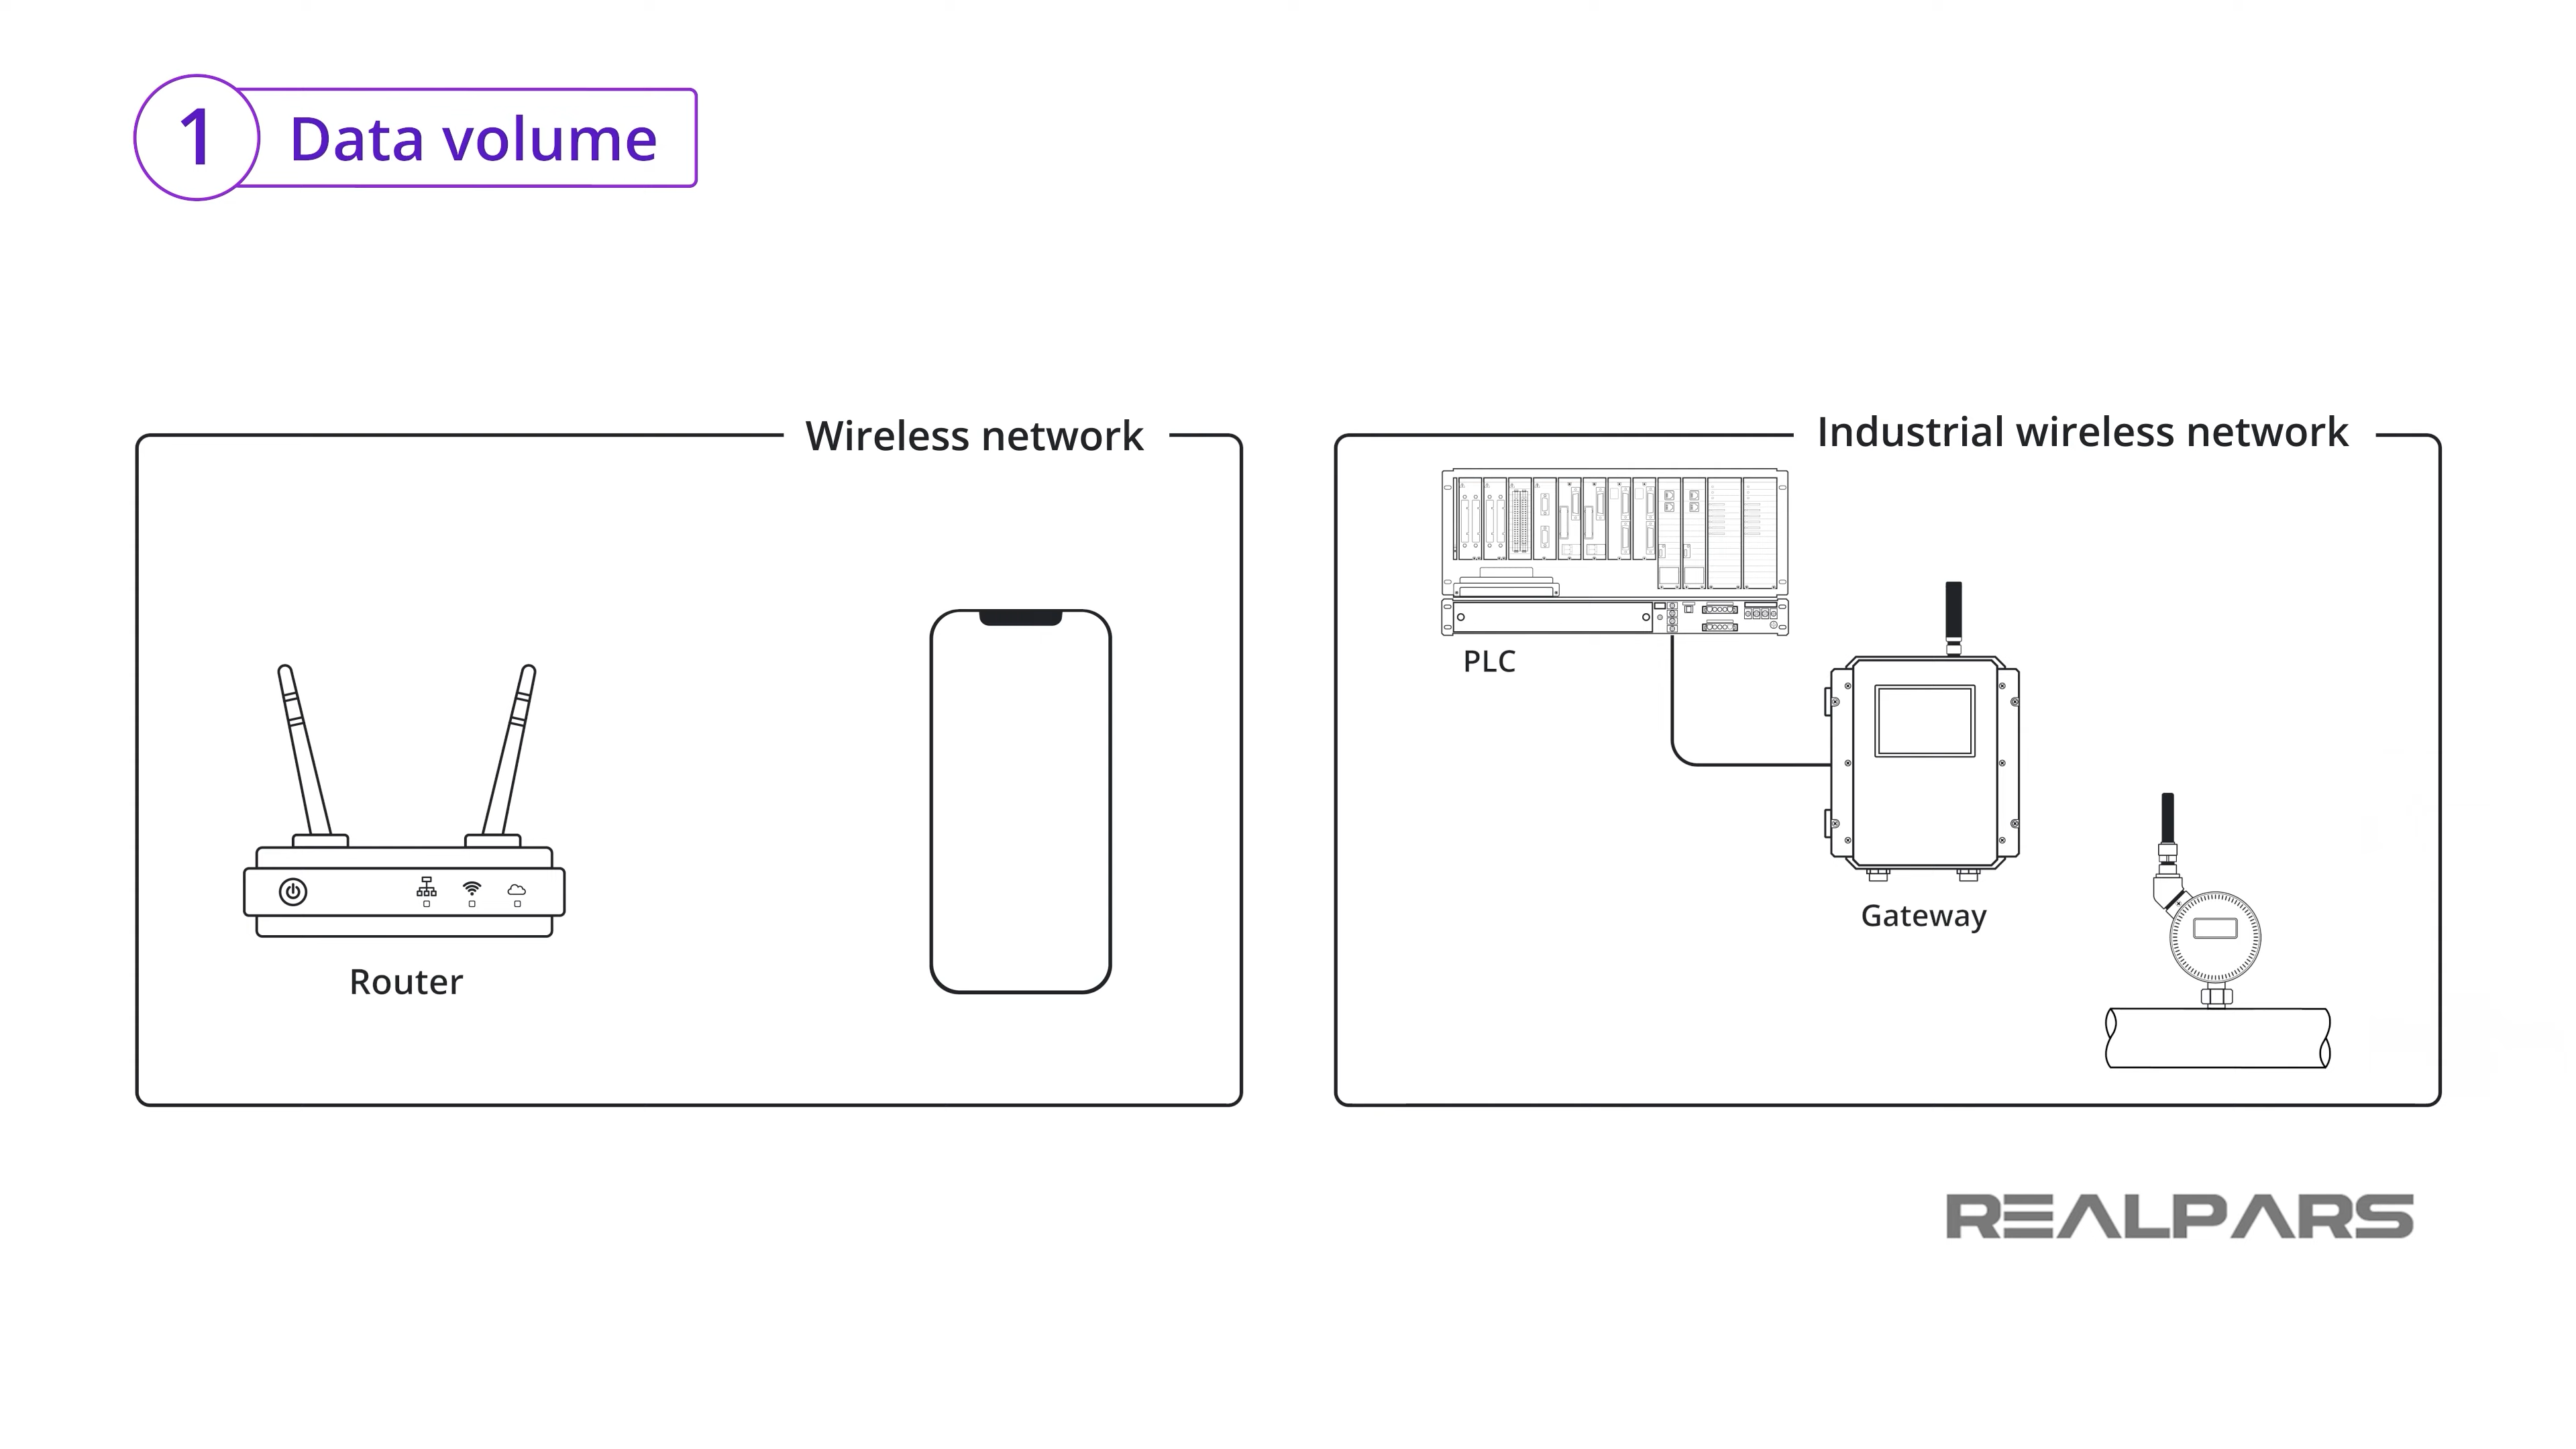 1 Data volume
Wireless network
Industrial wireless network
PLC
Gateway
Router
REALPARS